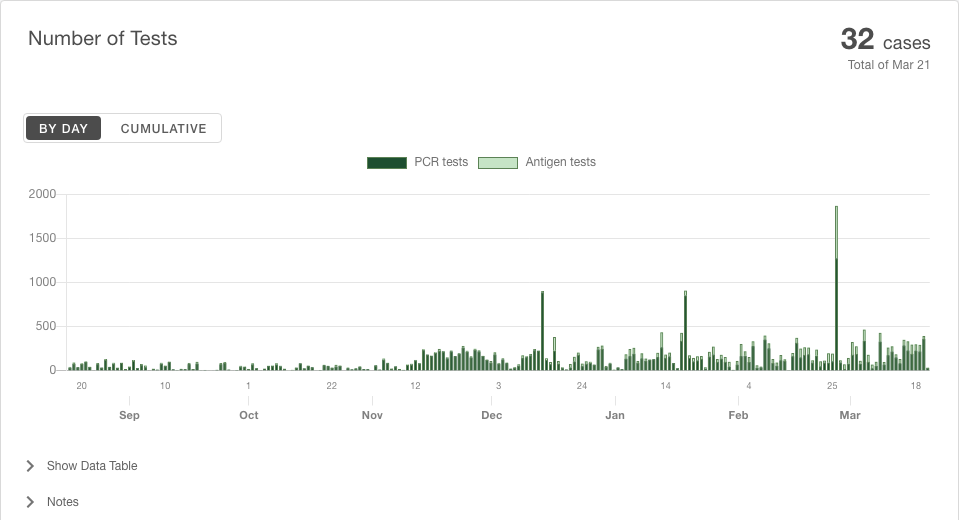 Number of Tests
32 cases
Total of Mar 21
BY DAY CUMULATIVE
PCR tests Antigen tests
2000
1500
1000
500
0
20 10 1 22 12 3 24 14 4 25 18
Sep Oct Nov Dec Jan Feb Mar
Show Data Table
Notes